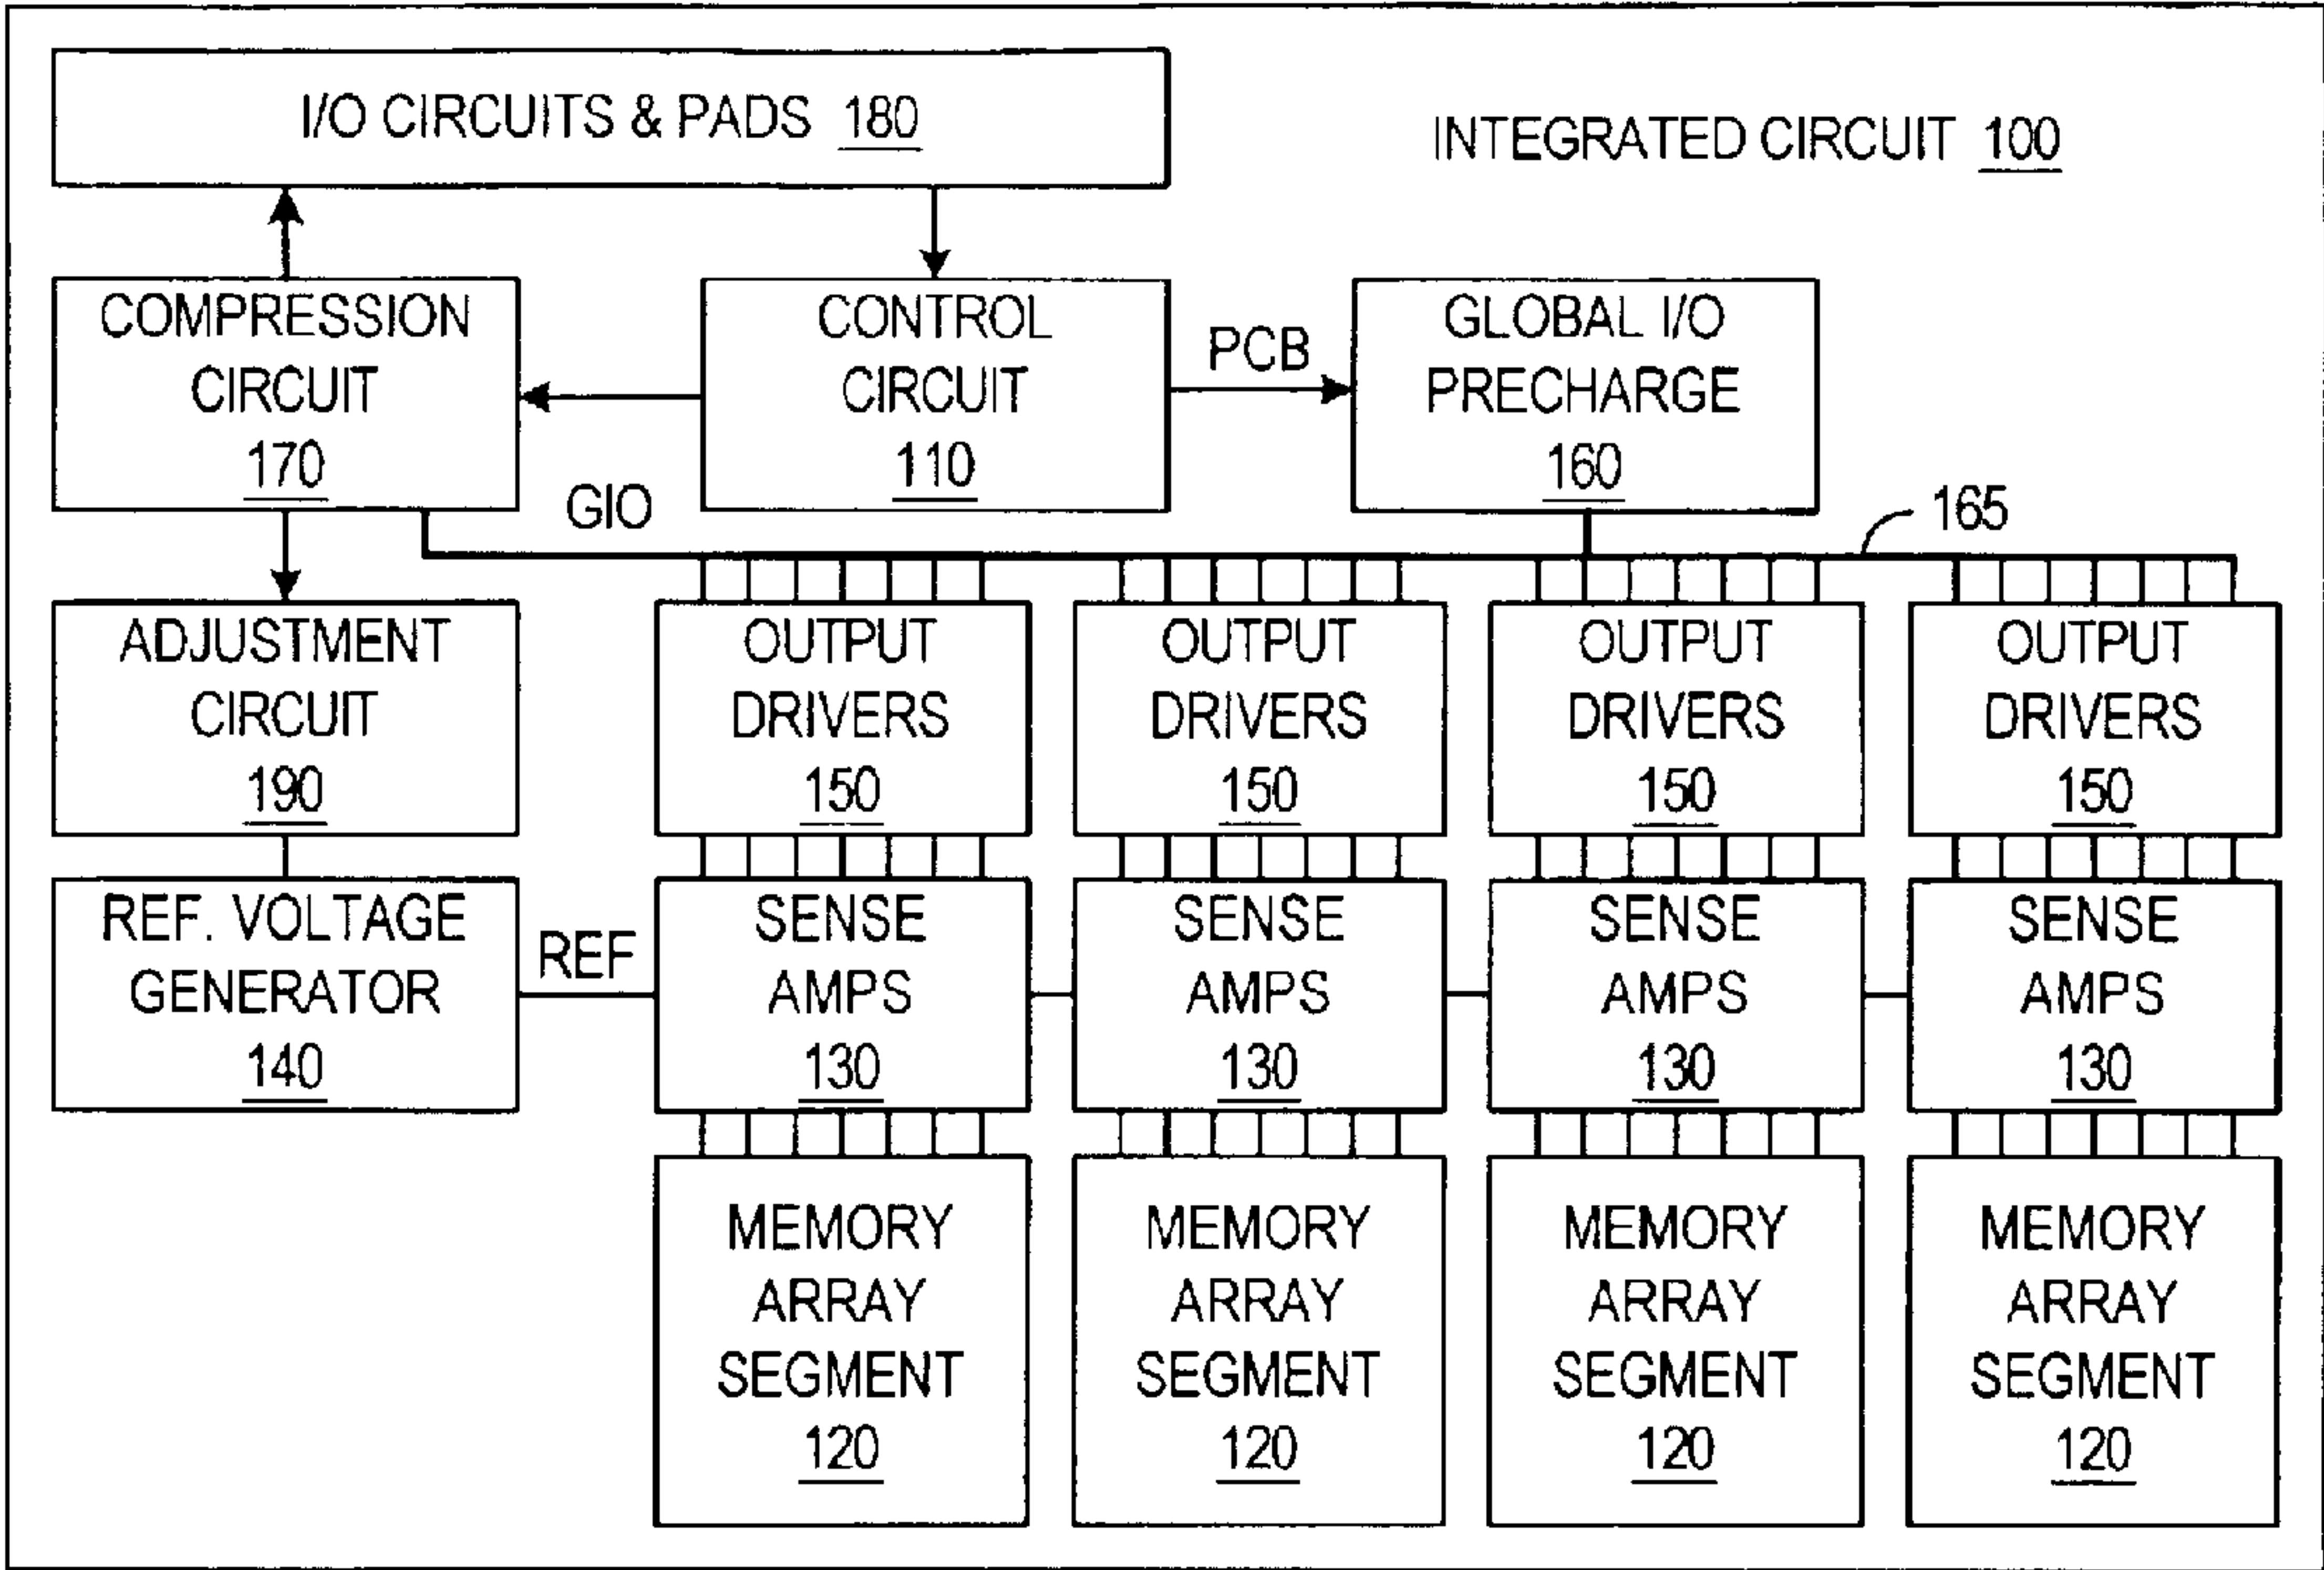 I/O CIRCUITS & PADS 180
INTEGRATED CIRCUIT 100
COMPRESSION
CIRCUIT
170
CONTROL
CIRCUIT
110
PCB
GLOBAL I/O
PRECHARGE
160
GIO
165
ADJUSTMENT
CIRCUIT
190
OUTPUT
DRIVERS
150
OUTPUT
DRIVERS
150
OUTPUT
DRIVERS
150
OUTPUT
DRIVERS
150
REF. VOLTAGE
GENERATOR
140
REF
SENSE
AMPS
130
SENSE
AMPS
130
SENSE
AMPS
130
SENSE
AMPS
130
MEMORY
ARRAY
SEGMENT
120
MEMORY
ARRAY
SEGMENT
120
MEMORY
ARRAY
SEGMENT
120
MEMORY
ARRAY
SEGMENT
120